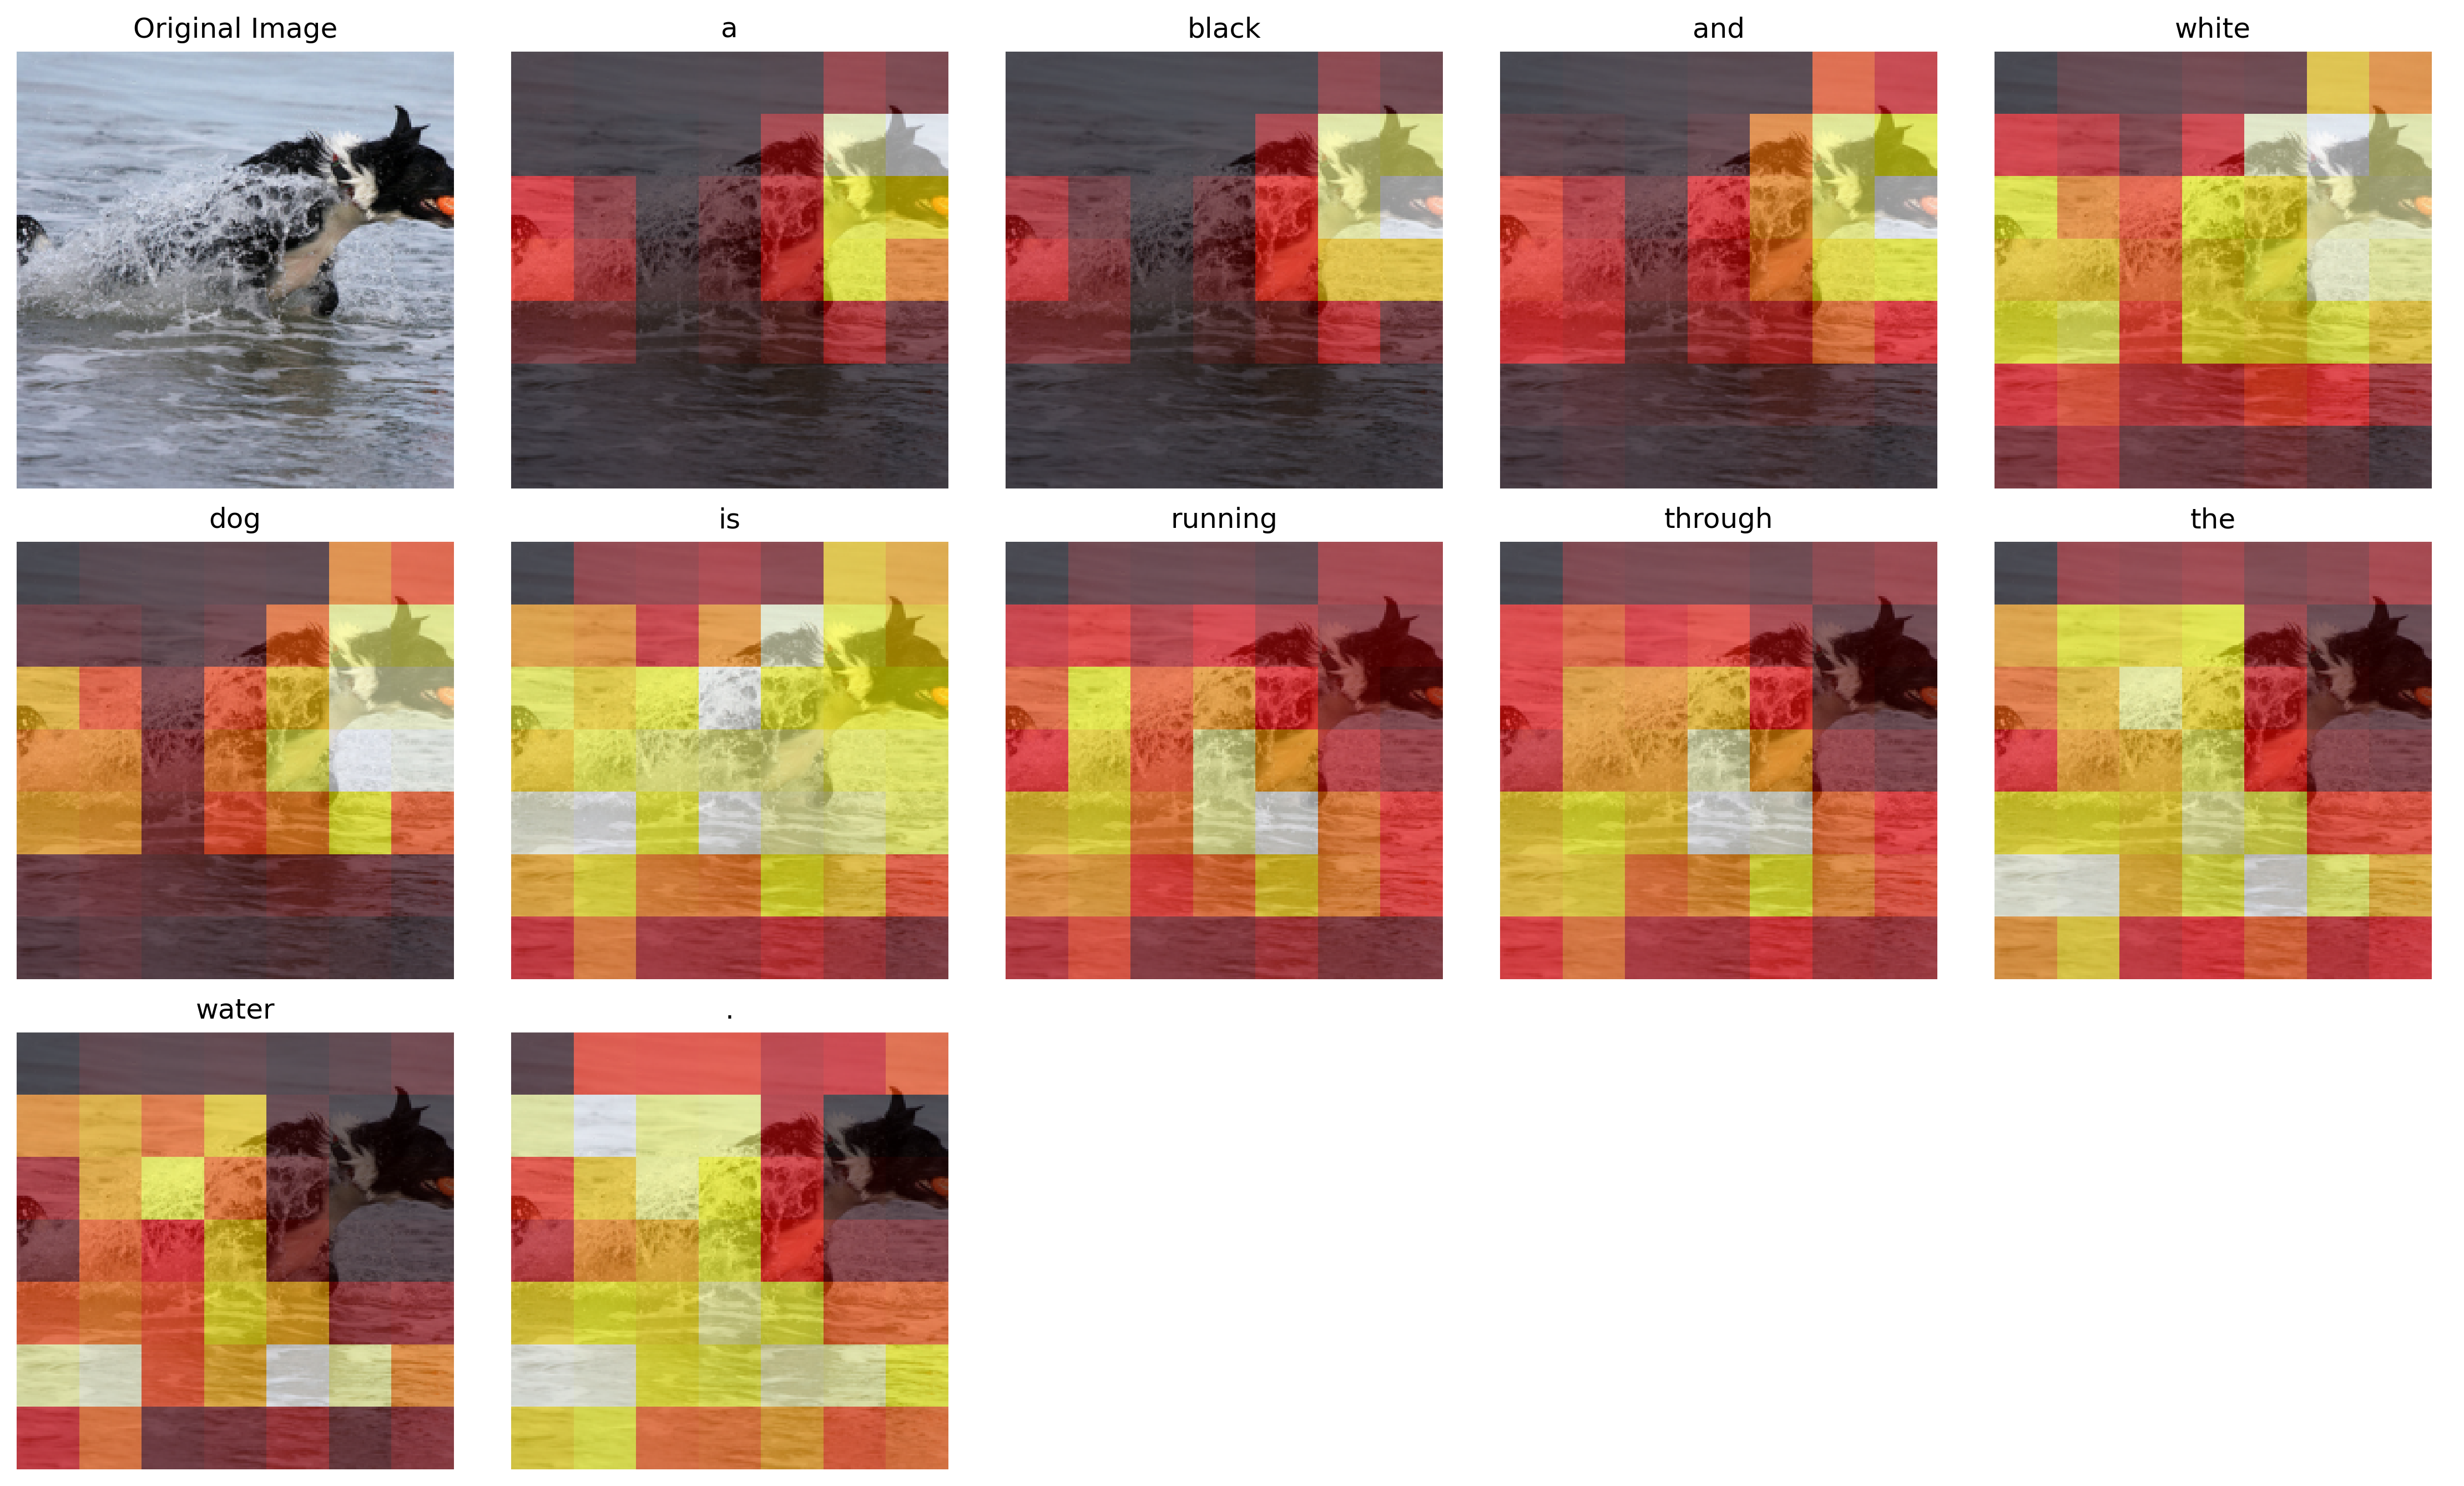 Original Image a black and white
dog is running through the
water .